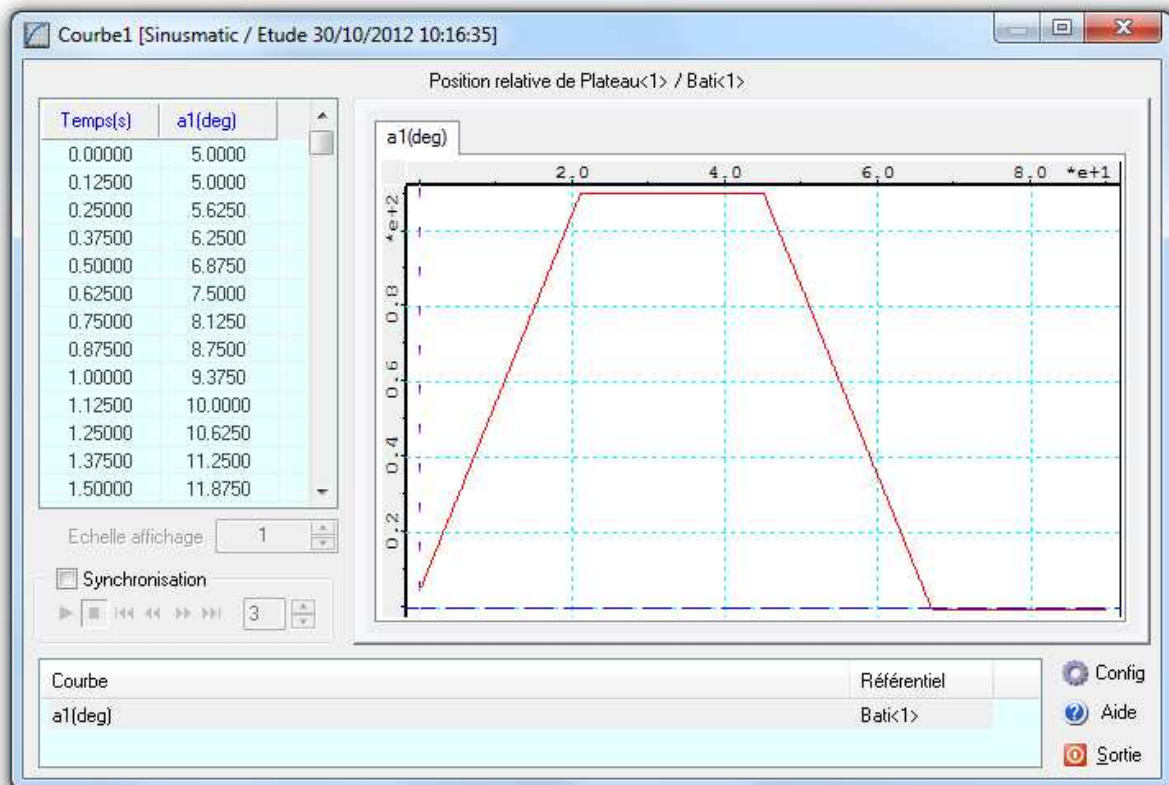 Courbe1 [Sinusmatic / Etude 30/10/2012 10:16:35]
Position relative de Plateau<1> / Bati<1>
Temps(s) a1(deg)
0.00000 5.0000
0.12500 5.0000
0.25000 5.6250
0.37500 6.2500
0.50000 6.8750
0.62500 7.5000
0.75000 8.1250
0.87500 8.7500
1.00000 9.3750
1.12500 10.0000
1.25000 10.6250
1.37500 11.2500
1.50000 11.8750
Echelle affichage 1
Synchronisation
3
a1(deg)
2.0 4.0 6.0 8.0 *e+1
*e+2
0.8
0.6
0.4
0.2
Courbe Référentiel
a1(deg) Bati<1>
Config
Aide
Sortie